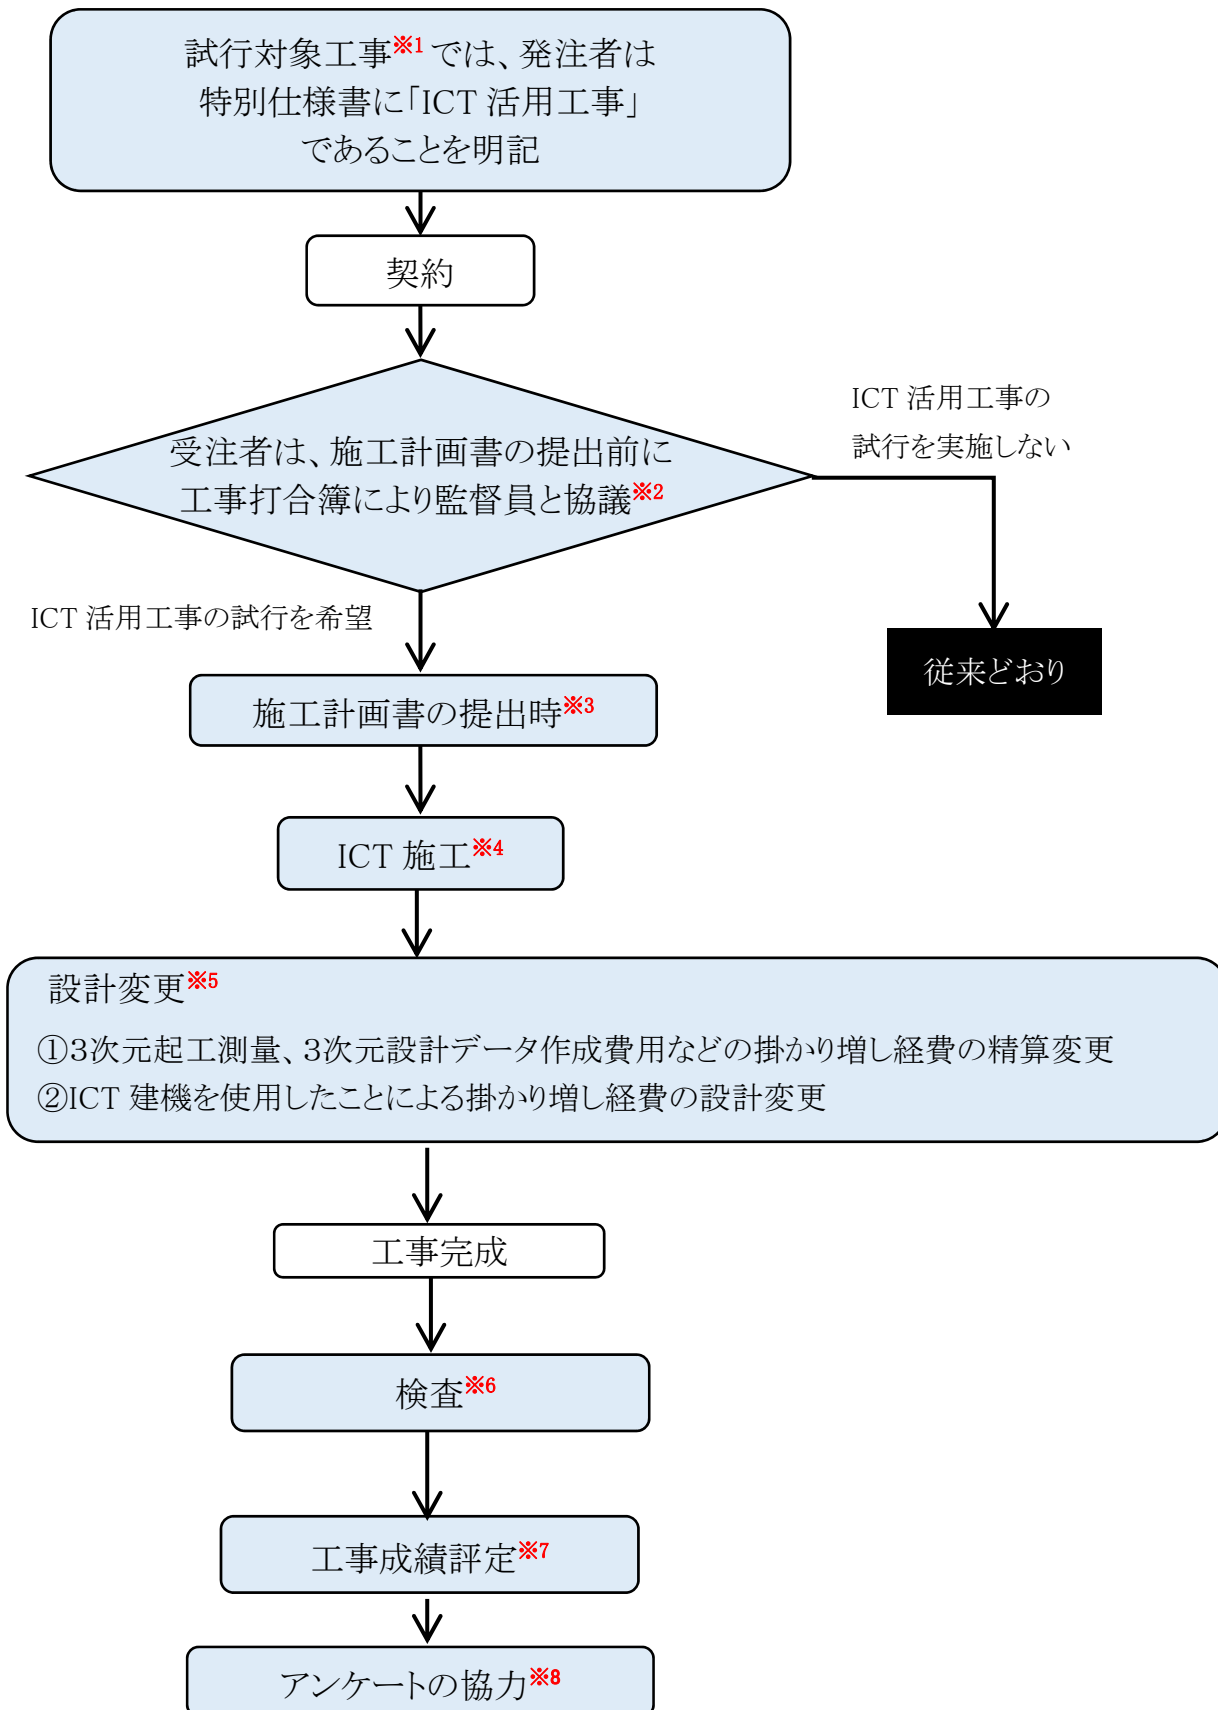 試行対象工事※1では、発注者は
特別仕様書に「ICT 活用工事」
であることを明記
契約
受注者は、施工計画書の提出前に
工事打合簿により監督員と協議※2
ICT 活用工事の
試行を実施しない
従来どおり
ICT 活用工事の試行を希望
施工計画書の提出時※3
ICT 施工※4
設計変更※5
①3次元起工測量、3次元設計データ作成費用などの掛かり増し経費の精算変更
②ICT 建機を使用したことによる掛かり増し経費の設計変更
工事完成
検査※6
工事成績評定※7
アンケートの協力※8